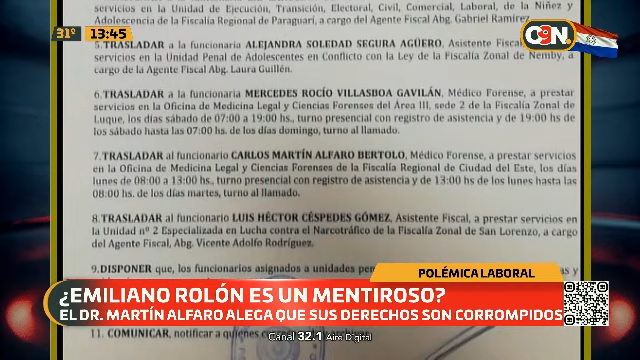 31° 13:45
C9N
servicios en la Unidad de Ejecución, Transición, Electoral, Civil, Comercial, Laboral, de la Niñez y
Adolescencia de la Fiscalía Regional de Paraguarí, a cargo del Agente Fiscal Abg. Gabriel Ramírez.
5.TRASLADAR a la funcionaria ALEJANDRA SOLEDAD SEGURA AGÜERO, Asistente Fiscal,
servicios en la Unidad Penal de Adolescentes en Conflicto con la Ley de la Fiscalía Zonal de Ñemby, a
cargo de la Agente Fiscal Abg. Laura Guillén.
6.TRASLADAR a la funcionaria MERCEDES ROCÍO VILLASBOA GAVILÁN, Médico Forense, a prestar
servicios en la Oficina de Medicina Legal y Ciencias Forenses del Área III, sede 2 de la Fiscalía Zonal de
Luque, los días sábado de 07:00 a 19:00 hs., turno presencial con registro de asistencia y de 19:00 hs de
los sábado hasta las 07:00 hs. de los días domingo, turno al llamado.
7.TRASLADAR al funcionario CARLOS MARTÍN ALFARO BERTOLO, Médico Forense, a prestar servicios
en la Oficina de Medicina Legal y Ciencias Forenses de la Fiscalía Regional de Ciudad del Este, los días
lunes de 08:00 a 13:00 hs., turno presencial con registro de asistencia y de 13:00 hs de los lunes hasta las
08:00 hs. de los días martes, turno al llamado.
8.TRASLADAR al funcionario LUIS HÉCTOR CÉSPEDES GÓMEZ, Asistente Fiscal, a prestar servicios en
la Unidad nº 2 Especializada en Lucha contra el Narcotráfico de la Fiscalía Zonal de San Lorenzo, a cargo
del Agente Fiscal, Abg. Vicente Adolfo Rodríguez.
9.DISPONER que, los funcionarios asignados a unidades
POLÉMICA LABORAL
¿EMILIANO ROLÓN ES UN MENTIROSO?
EL DR. MARTÍN ALFARO ALEGA QUE SUS DERECHOS SON CORROMPIDOS
11. COMUNICAR, notificar a quienes
Canal 32.1 Aire Digital